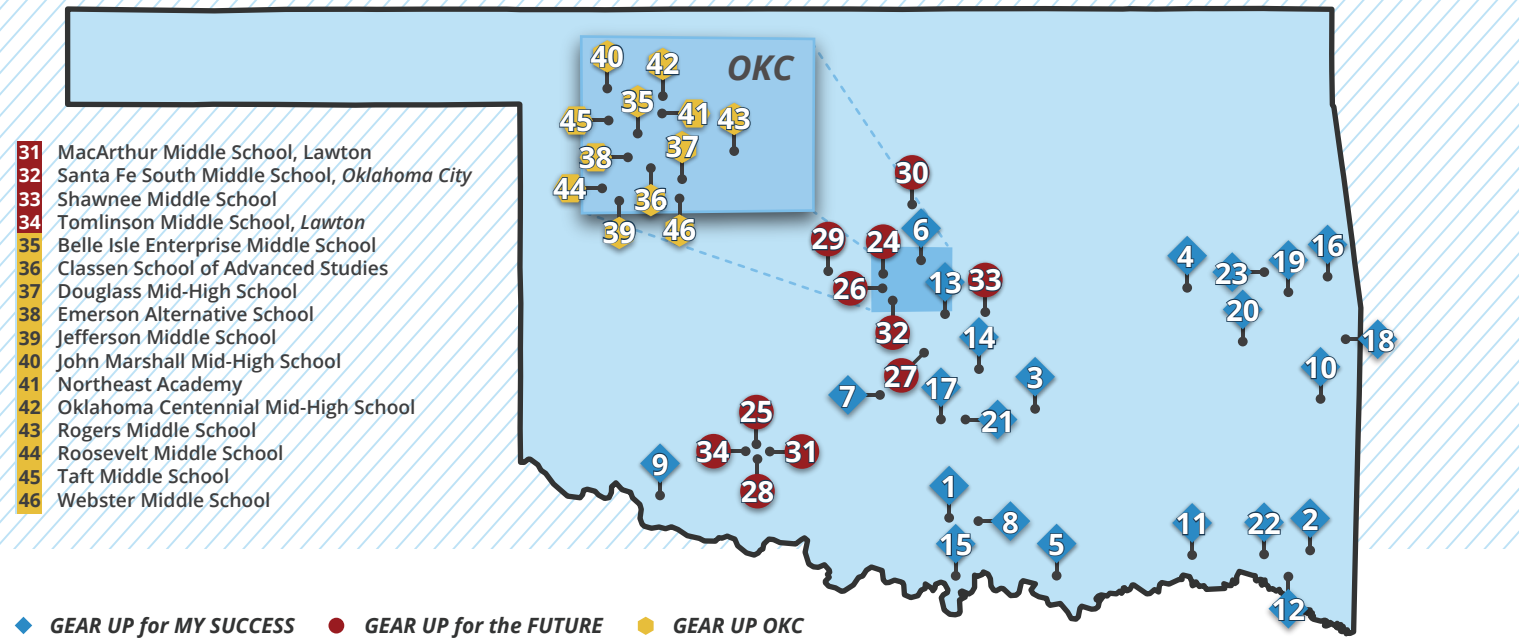 40
42
OKC
35
45
41
43
37
38
44
36
39
46
31 MacArthur Middle School, Lawton
32 Santa Fe South Middle School, Oklahoma City
33 Shawnee Middle School
34 Tomlinson Middle School, Lawton
35 Belle Isle Enterprise Middle School
36 Classen School of Advanced Studies
37 Douglass Mid-High School
38 Emerson Alternative School
39 Jefferson Middle School
40 John Marshall Mid-High School
41 Northeast Academy
42 Oklahoma Centennial Mid-High School
43 Rogers Middle School
44 Roosevelt Middle School
45 Taft Middle School
46 Webster Middle School
30
6
29
24
26
13
33
32
14
27
7
17
3
21
4
23
19
16
20
18
10
25
34
31
28
9
1
8
15
5
11
22
2
12
GEAR UP for MY SUCCESS
GEAR UP for the FUTURE
GEAR UP OKC